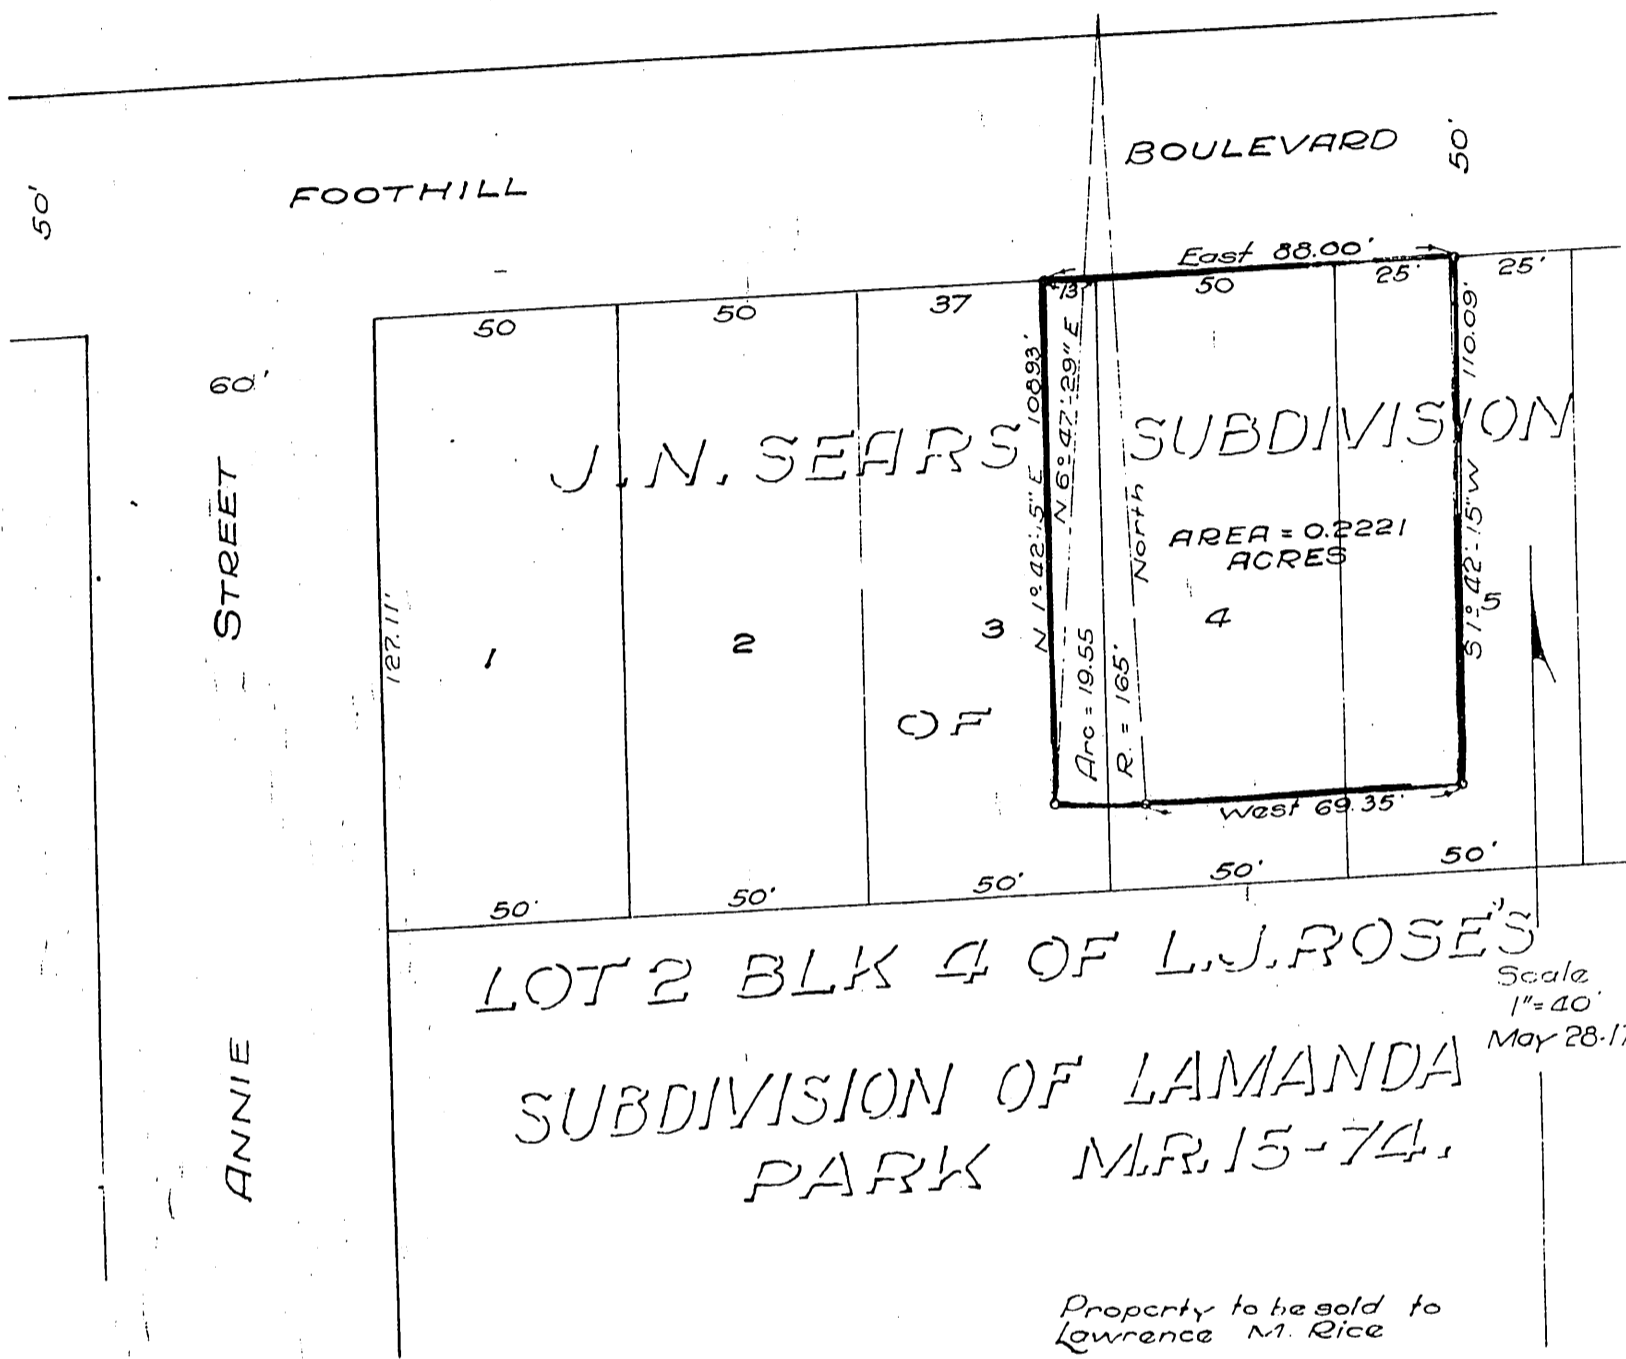 BOULEVARD
50'
FOOTHILL
50'
East 88.00'
25'
25'
13
50
37
50
50
60'
110.09'
N 1°-42'-15" E 108.93'
N 6°-47'-29" E
North
J. N. SEARS SUBDIVISION
AREA = 0.2221
ACRES
S 1°-42'-15" W
STREET
127.11'
1
2
3
4
5
Arc = 19.55
R. = 165'
OF
West 69.35'
50'
50'
50'
50'
50'
LOT 2 BLK 4 OF L.J. ROSE'S
Scale
1"=40'
May 28-17
ANNIE
SUBDIVISION OF LAMANDA
PARK M.R. 15-74.
Property to be sold to
Lawrence M. Rice